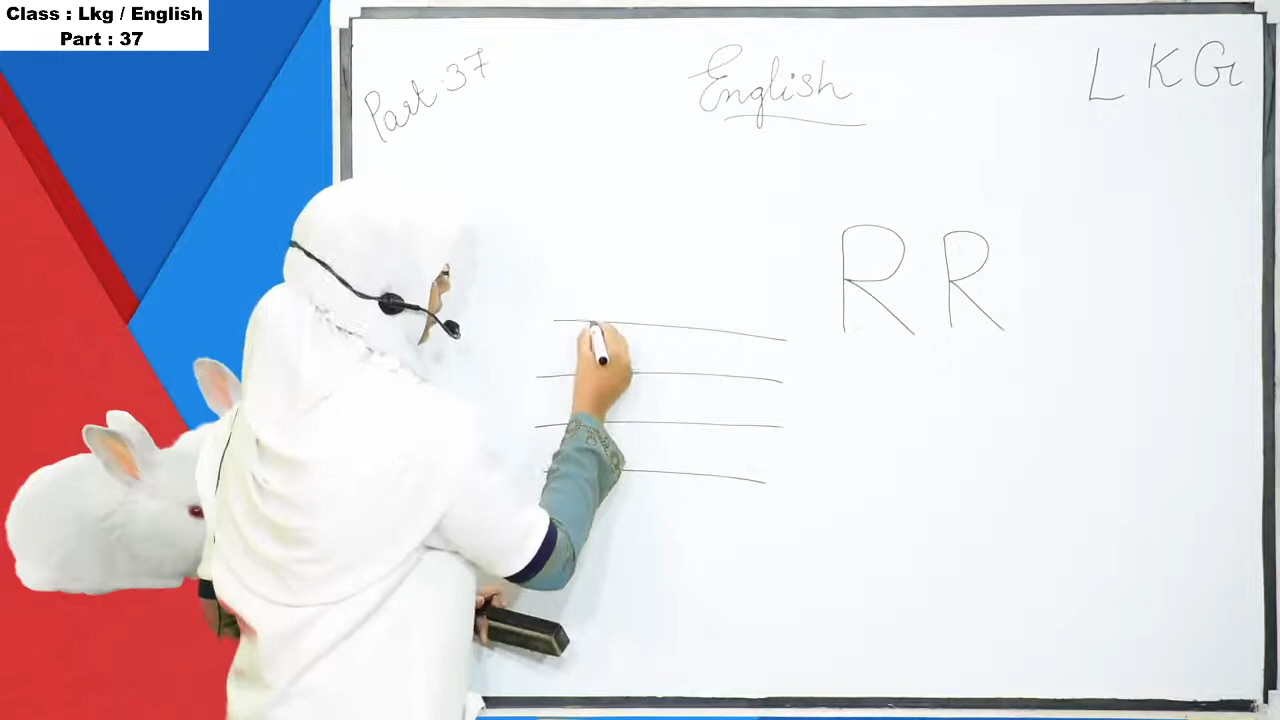 Class : Lkg / English
Part : 37
Part : 37
English
L K G
R R